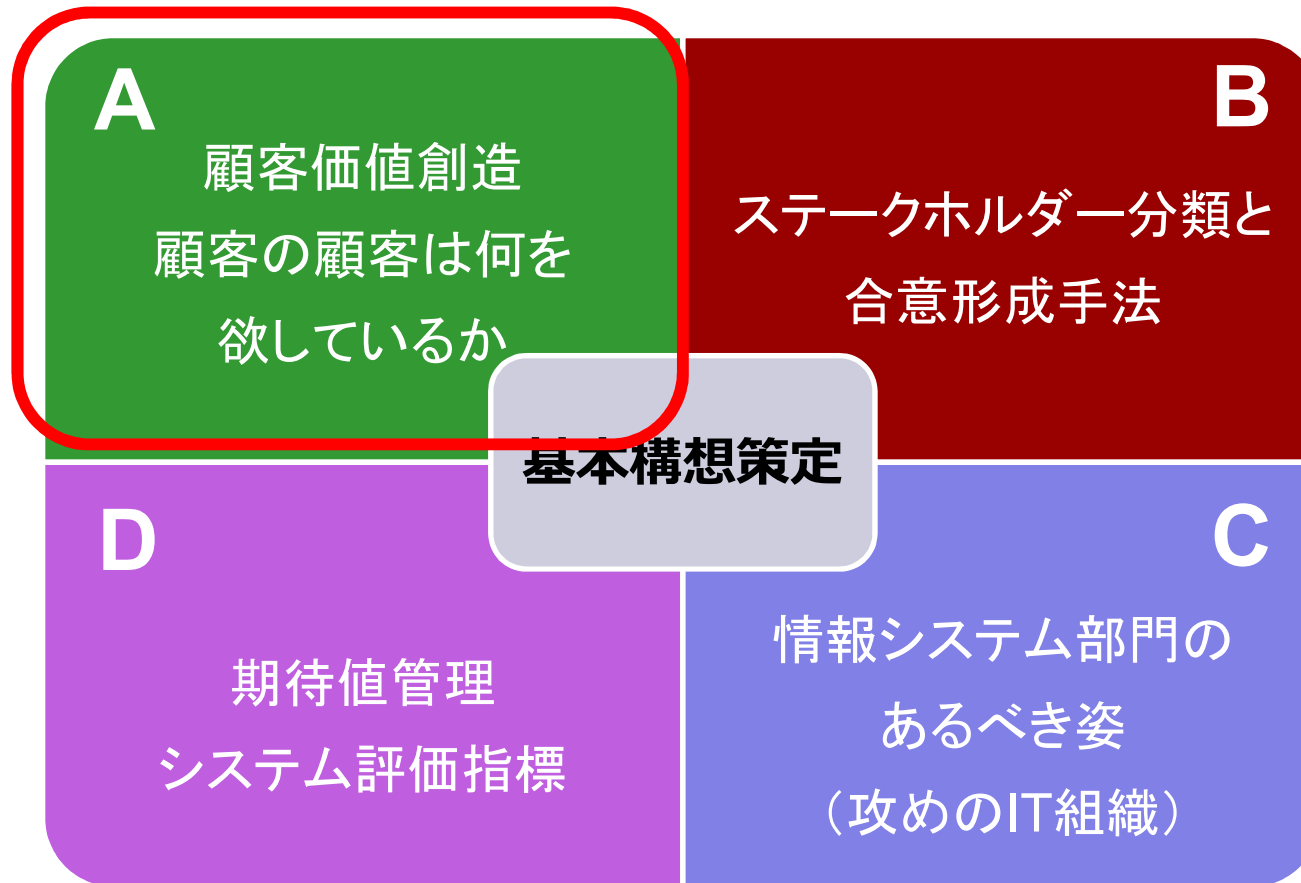 A
顧客価値創造
顧客の顧客は何を
欲しているか
B
ステークホルダー分類と
合意形成手法
基本構想策定
D
期待値管理
システム評価指標
C
情報システム部門の
あるべき姿
（攻めのIT組織）